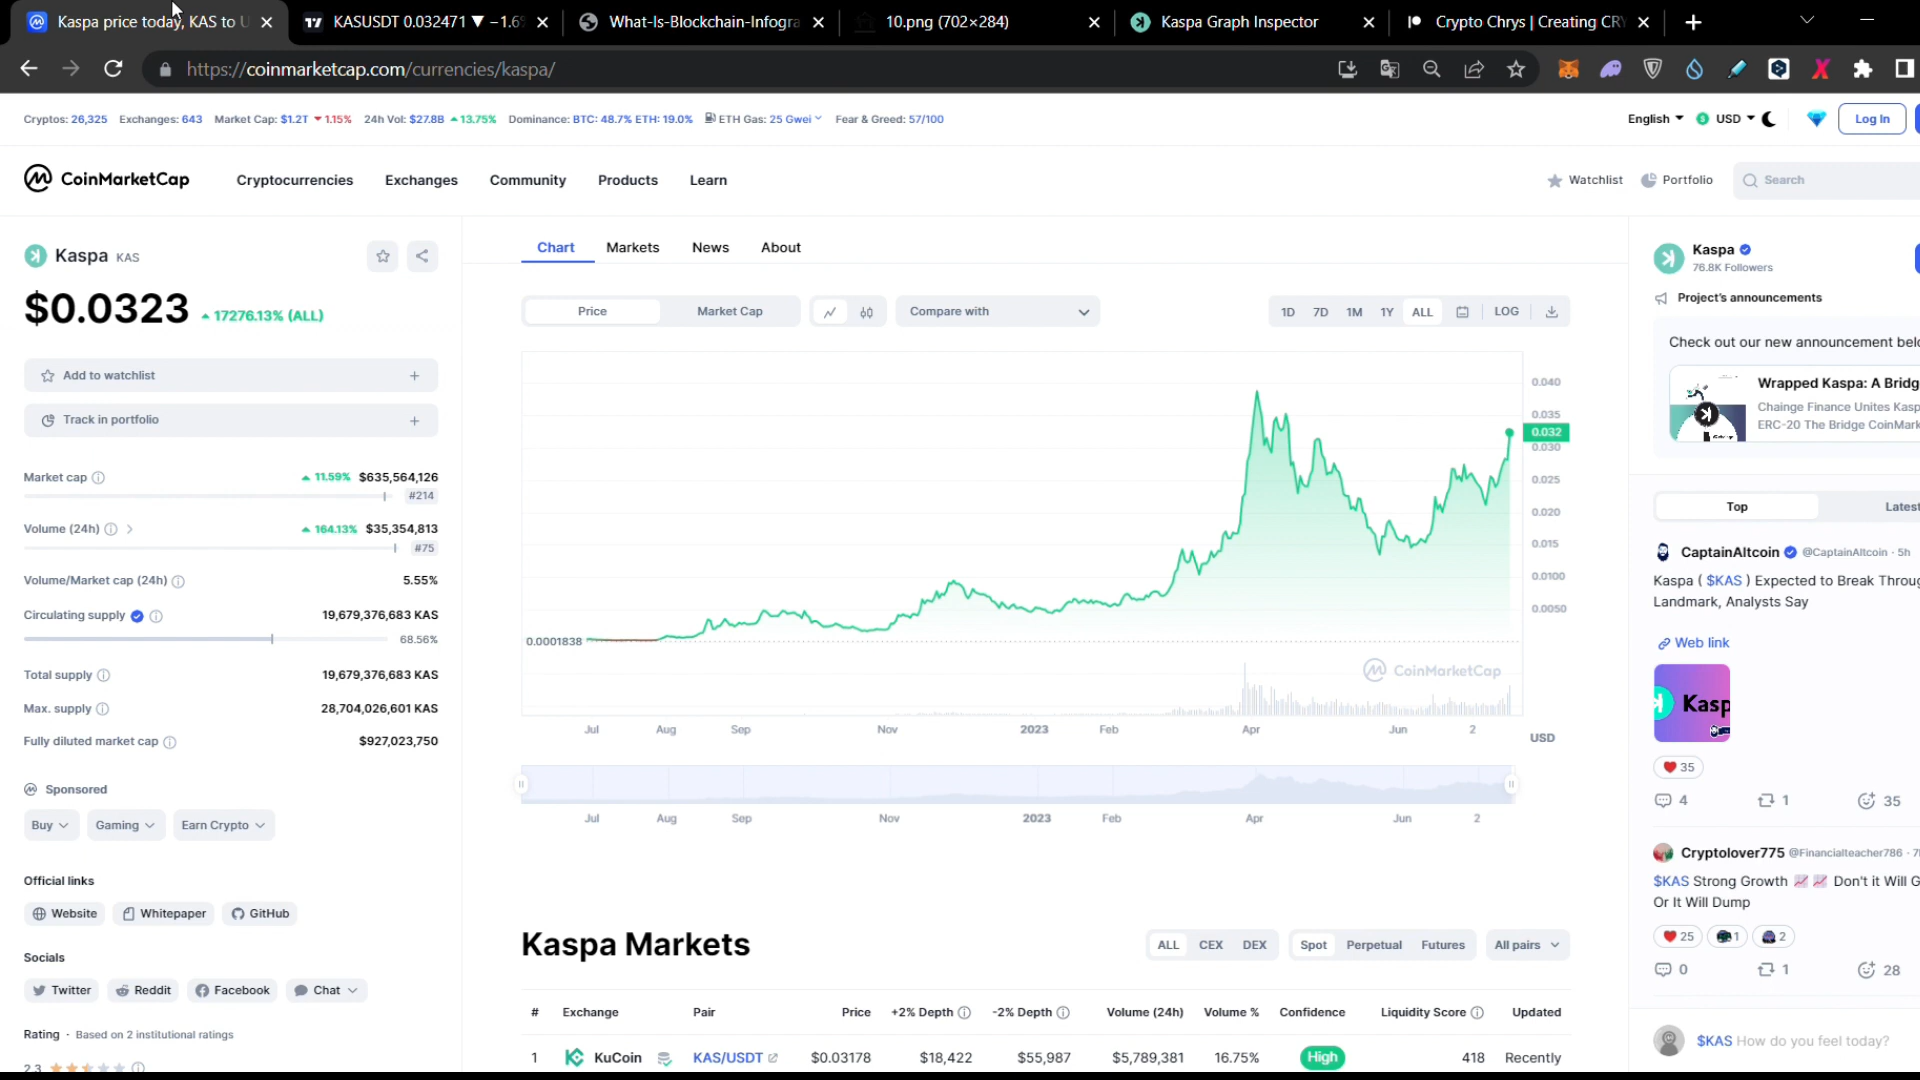 Kaspa price today, KAS to U
KASUSDT 0.032471 ▼ −1.6
What-Is-Blockchain-Infogra
10.png (702×284)
Kaspa Graph Inspector
Crypto Chrys | Creating CR
https://coinmarketcap.com/currencies/kaspa/
Cryptos: 26,325 Exchanges: 643 Market Cap: $1.2T ▼ 1.15% 24h Vol: $27.8B ▲ 13.75% Dominance: BTC: 48.7% ETH: 19.0% ETH Gas: 25 Gwei Fear & Greed: 57/100
English USD Log In
CoinMarketCap
Cryptocurrencies Exchanges Community Products Learn
Watchlist Portfolio Search
Kaspa KAS
$0.0323 ▲ 17276.13% (ALL)
Add to watchlist +
Track in portfolio +
Market cap ▲ 11.59% $635,564,126
#214
Volume (24h) > ▲ 164.13% $35,354,813
#75
Volume/Market cap (24h) 5.55%
Circulating supply 19,679,376,683 KAS
68.56%
Total supply 19,679,376,683 KAS
Max. supply 28,704,026,601 KAS
Fully diluted market cap $927,023,750
Sponsored
Buy Gaming Earn Crypto
Official links
Website Whitepaper GitHub
Socials
Twitter Reddit Facebook Chat
Rating · Based on 2 institutional ratings
2.3
Chart Markets News About
Price Market Cap Compare with
1D 7D 1M 1Y ALL LOG
0.040
0.035
0.032
0.030
0.025
0.020
0.015
0.0100
0.0050
0.0001838
CoinMarketCap
Jul Aug Sep Nov 2023 Feb Apr Jun 2
USD
Jul Aug Sep Nov 2023 Feb Apr Jun 2
Kaspa Markets
ALL CEX DEX Spot Perpetual Futures All pairs
# Exchange Pair Price +2% Depth -2% Depth Volume (24h) Volume % Confidence Liquidity Score Updated
1 KuCoin KAS/USDT $0.03178 $18,422 $55,987 $5,789,381 16.75% High 418 Recently
Kaspa
76.8K Followers
Project's announcements
Check out our new announcement bel
Wrapped Kaspa: A Bridg
Chainge Finance Unites Kasp
ERC-20 The Bridge CoinMark
Top Latest
CaptainAltcoin @CaptainAltcoin · 5h
Kaspa ( $KAS ) Expected to Break Throug
Landmark, Analysts Say
Web link
Kasp
35
4 1 35
Cryptolover775 @Financialteacher786 · 7
$KAS Strong Growth Don't it Will G
Or It Will Dump
25 1 2
0 1 28
$KAS How do you feel today?